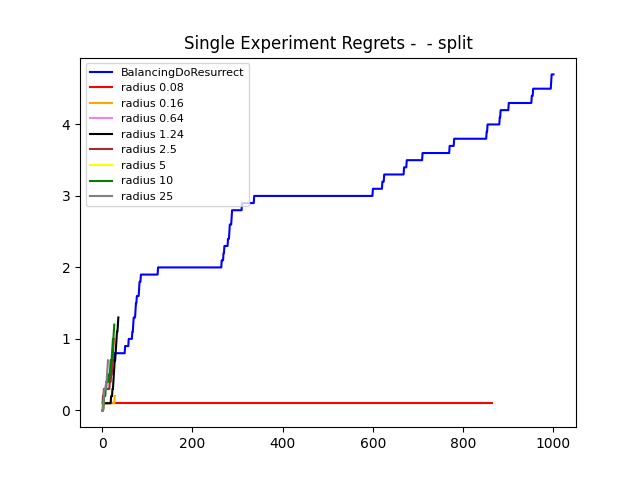 Single Experiment Regrets -  - split
BalancingDoResurrect
radius 0.08
radius 0.16
radius 0.64
radius 1.24
radius 2.5
radius 5
radius 10
radius 25
4
3
2
1
0
0 200 400 600 800 1000